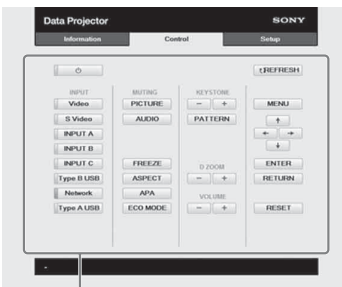 Data Projector SONY
Information Control Setup
REFRESH
INPUT MUTING KEYSTONE
Video PICTURE - + MENU
S Video AUDIO PATTERN
INPUT A
INPUT B
INPUT C FREEZE D ZOOM ENTER
Type B USB ASPECT - + RETURN
Network APA VOLUME
Type A USB ECO MODE - + RESET